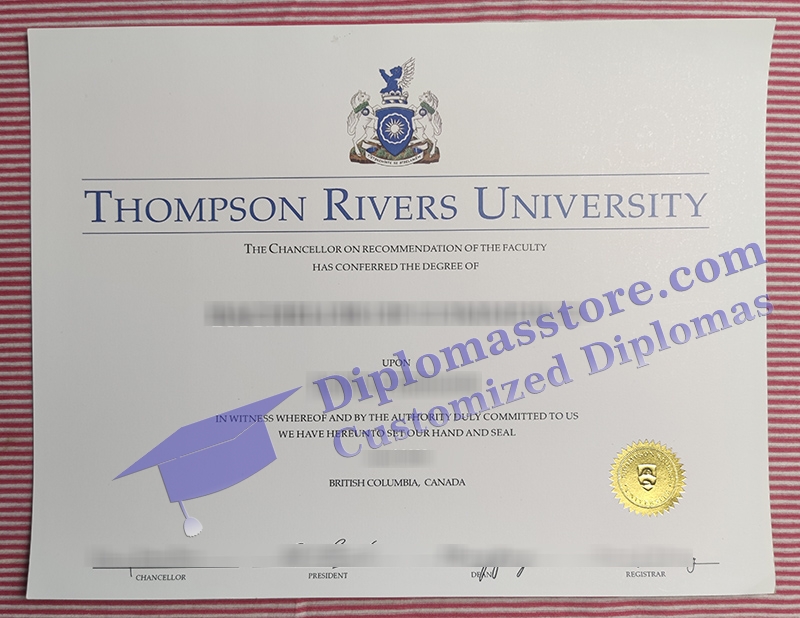 THOMPSON RIVERS UNIVERSITY
THE CHANCELLOR ON RECOMMENDATION OF THE FACULTY
HAS CONFERRED THE DEGREE OF
UPON
Diplomasstore.com
Customized Diplomas
IN WITNESS WHEREOF AND BY THE AUTHORITY DULY COMMITTED TO US
WE HAVE HEREUNTO SET OUR HAND AND SEAL
BRITISH COLUMBIA, CANADA
CHANCELLOR PRESIDENT DEAN REGISTRAR